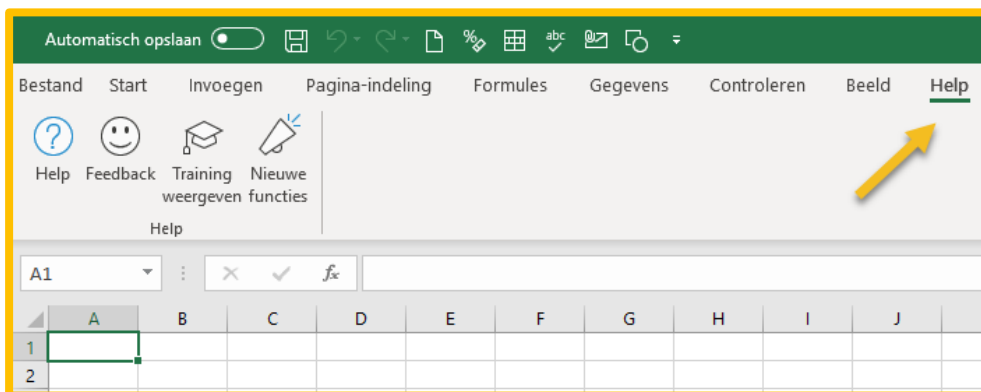 Automatisch opslaan
abc
Bestand Start Invoegen Pagina-indeling Formules Gegevens Controleren Beeld Help
Help Feedback Training Nieuwe
weergeven functies
Help
A1 fx
A B C D E F G H I J
1
2